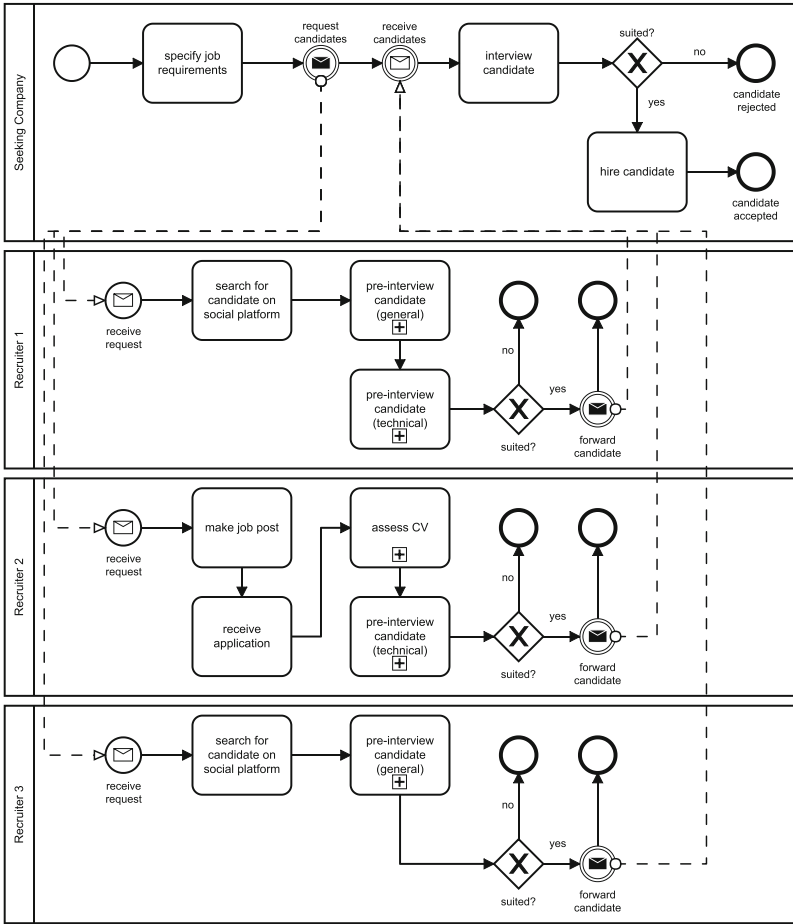 Seeking Company
specify job
requirements
request
candidates
receive
candidates
interview
candidate
suited?
no
candidate
rejected
yes
hire candidate
candidate
accepted
Recruiter 1
receive
request
search for
candidate on
social platform
pre-interview
candidate
(general)
pre-interview
candidate
(technical)
suited?
no
yes
forward
candidate
Recruiter 2
receive
request
make job post
receive
application
assess CV
pre-interview
candidate
(technical)
suited?
no
yes
forward
candidate
Recruiter 3
receive
request
search for
candidate on
social platform
pre-interview
candidate
(general)
suited?
no
yes
forward
candidate